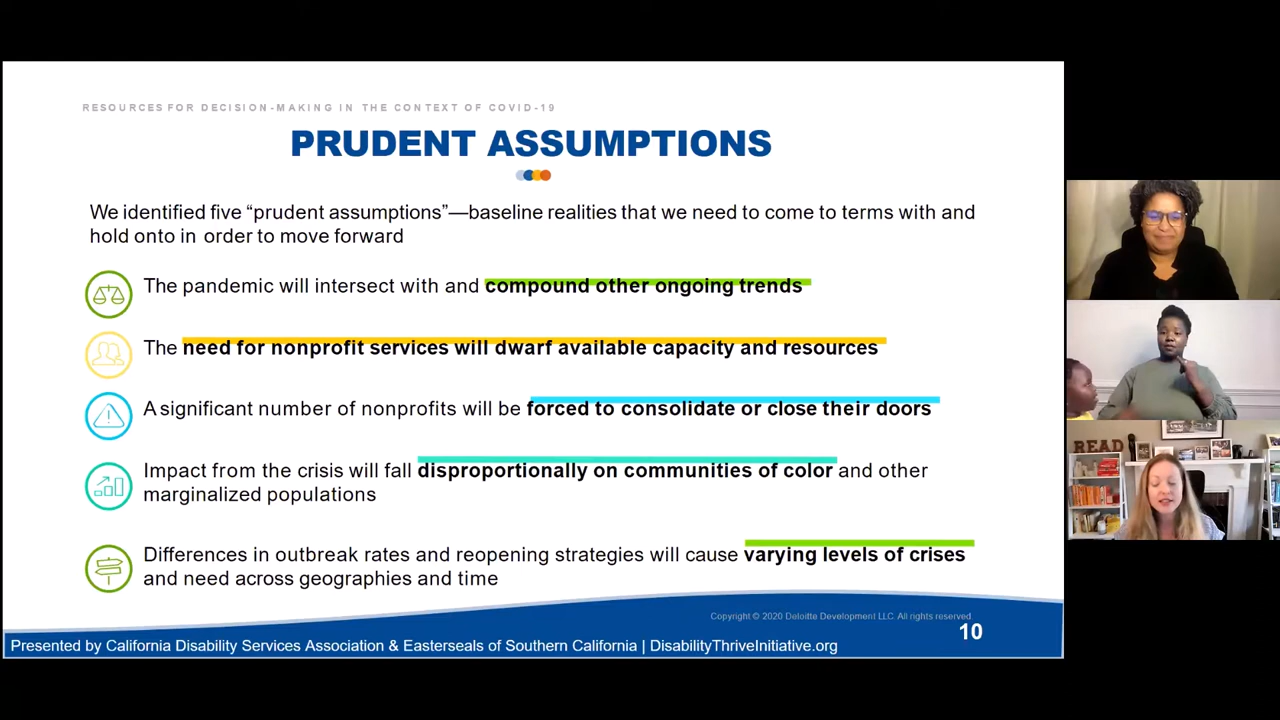 RESOURCES FOR DECISION-MAKING IN THE CONTEXT OF COVID-19
PRUDENT ASSUMPTIONS
We identified five “prudent assumptions”—baseline realities that we need to come to terms with and
hold onto in order to move forward
The pandemic will intersect with and compound other ongoing trends
The need for nonprofit services will dwarf available capacity and resources
A significant number of nonprofits will be forced to consolidate or close their doors
Impact from the crisis will fall disproportionally on communities of color and other
marginalized populations
Differences in outbreak rates and reopening strategies will cause varying levels of crises
and need across geographies and time
Copyright © 2020 Deloitte Development LLC. All rights reserved.
10
Presented by California Disability Services Association & Easterseals of Southern California | DisabilityThriveInitiative.org
READ